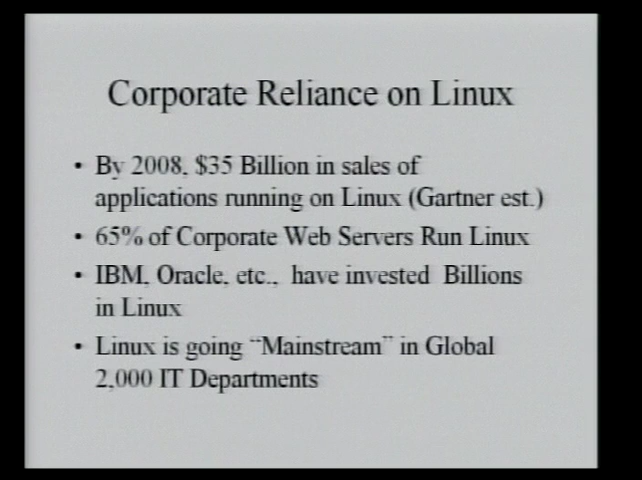 Corporate Reliance on Linux
• By 2008, $35 Billion in sales of
applications running on Linux (Gartner est.)
• 65% of Corporate Web Servers Run Linux
• IBM, Oracle, etc., have invested Billions
in Linux
• Linux is going “Mainstream” in Global
2,000 IT Departments